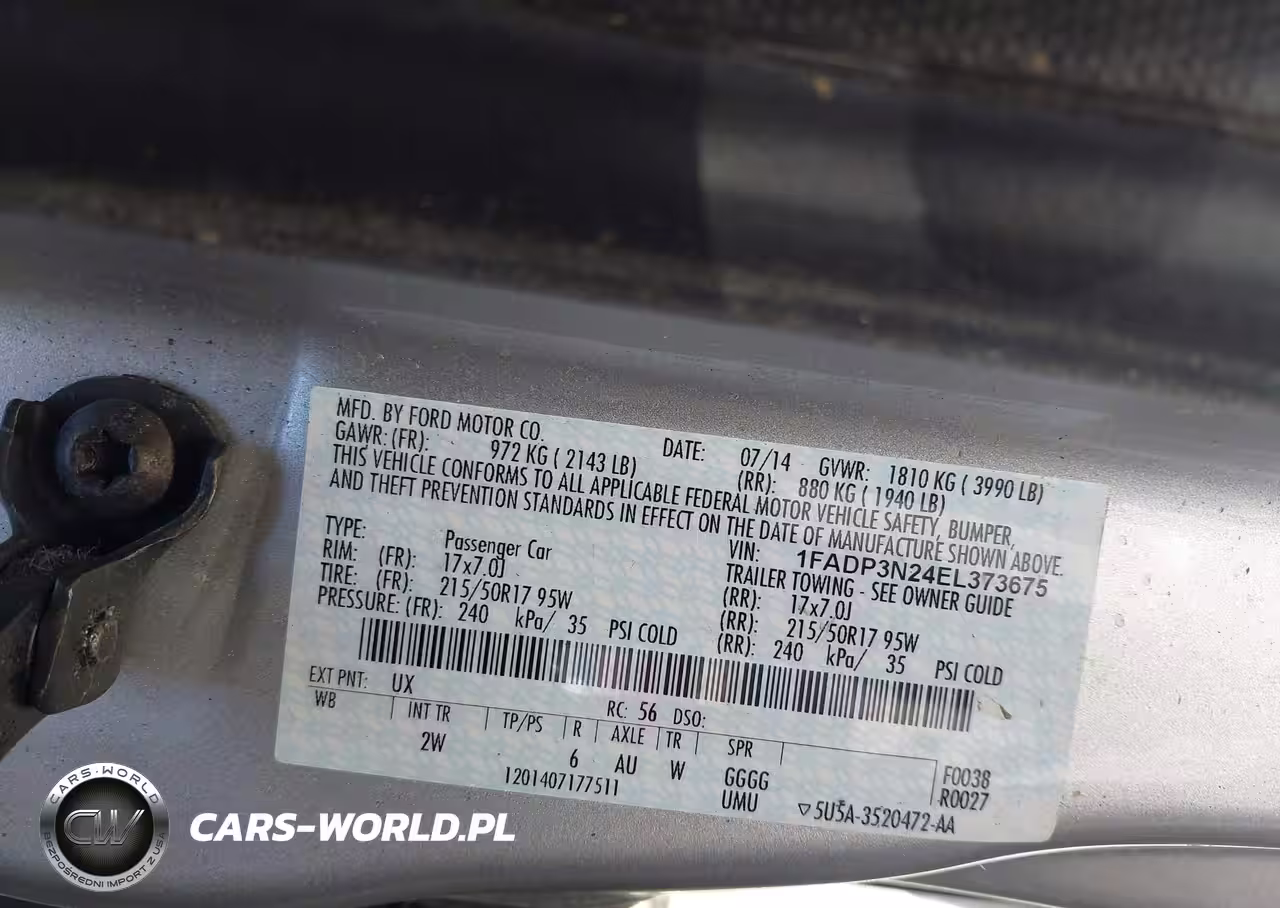 MFD. BY FORD MOTOR CO.
DATE: 07/14 GVWR: 1810 KG ( 3990 LB)
GAWR: (FR): 972 KG ( 2143 LB) (RR): 880 KG ( 1940 LB)
THIS VEHICLE CONFORMS TO ALL APPLICABLE FEDERAL MOTOR VEHICLE SAFETY, BUMPER,
AND THEFT PREVENTION STANDARDS IN EFFECT ON THE DATE OF MANUFACTURE SHOWN ABOVE.
VIN: 1FADP3N24EL373675
TYPE: Passenger Car TRAILER TOWING - SEE OWNER GUIDE
RIM: (FR): 17x7.0J (RR): 17x7.0J
TIRE: (FR): 215/50R17 95W (RR): 215/50R17 95W
PRESSURE: (FR): 240 kPa/ 35 PSI COLD (RR): 240 kPa/ 35 PSI COLD
EXT PNT: UX RC: 56 DSO:
WB INT TR TP/PS R AXLE TR SPR
2W 6 AU W GGGG F0038
1201407177511 UMU R0027
5U5A-3520472-AA
CARS-WORLD
CW
BEZPOŚREDNI IMPORT Z USA
CARS-WORLD.PL